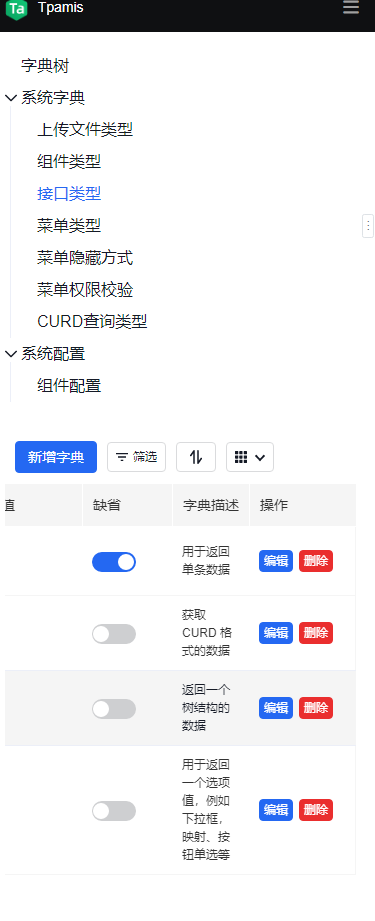 Ta Tpamis
字典树
系统字典
上传文件类型
组件类型
接口类型
菜单类型
菜单隐藏方式
菜单权限校验
CURD查询类型
系统配置
组件配置
新增字典 筛选
值 缺省 字典描述 操作
用于返回
单条数据
编辑 删除
获取
CURD 格
式的数据
编辑 删除
返回一个
树结构的
数据
编辑 删除
用于返回
一个选项
值，例如
下拉框，
映射、按
钮单选等
编辑 删除